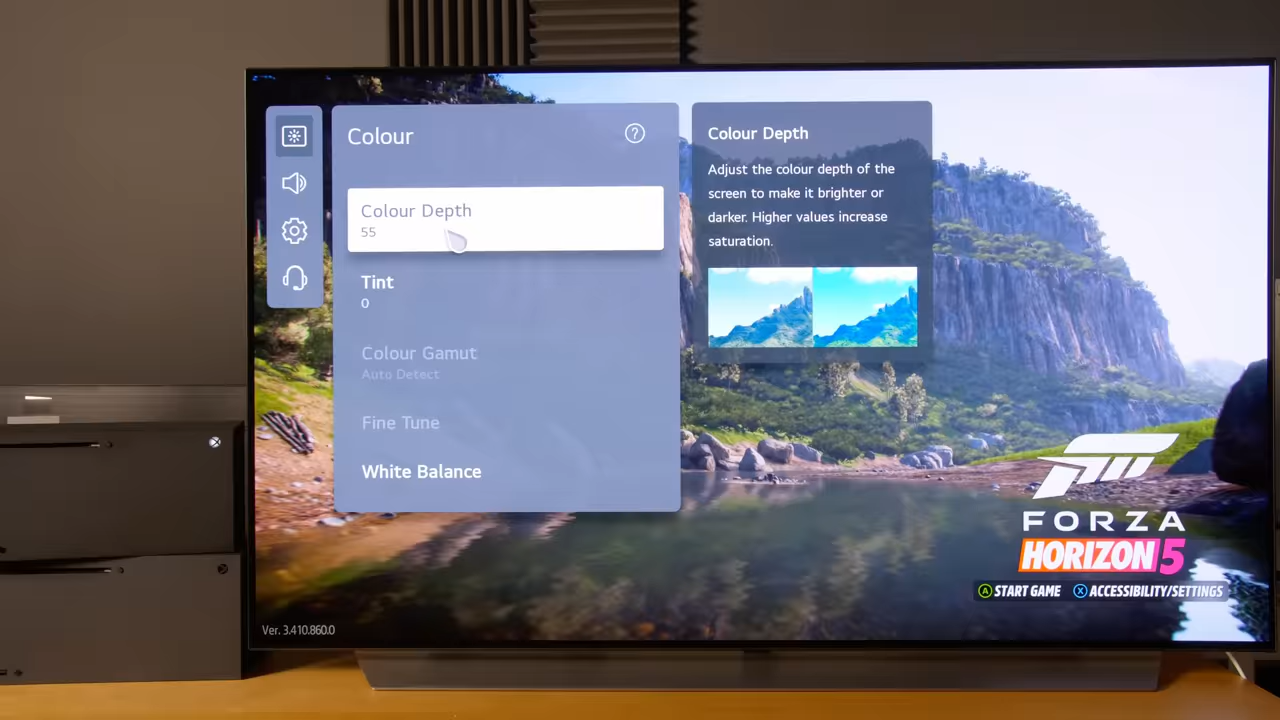 Colour
?
Colour Depth
55
Tint
0
Colour Gamut
Auto Detect
Fine Tune
White Balance
Colour Depth
Adjust the colour depth of the
screen to make it brighter or
darker. Higher values increase
saturation.
FORZA
HORIZON 5
A START GAME X ACCESSIBILITY/SETTINGS
Ver. 3.410.860.0